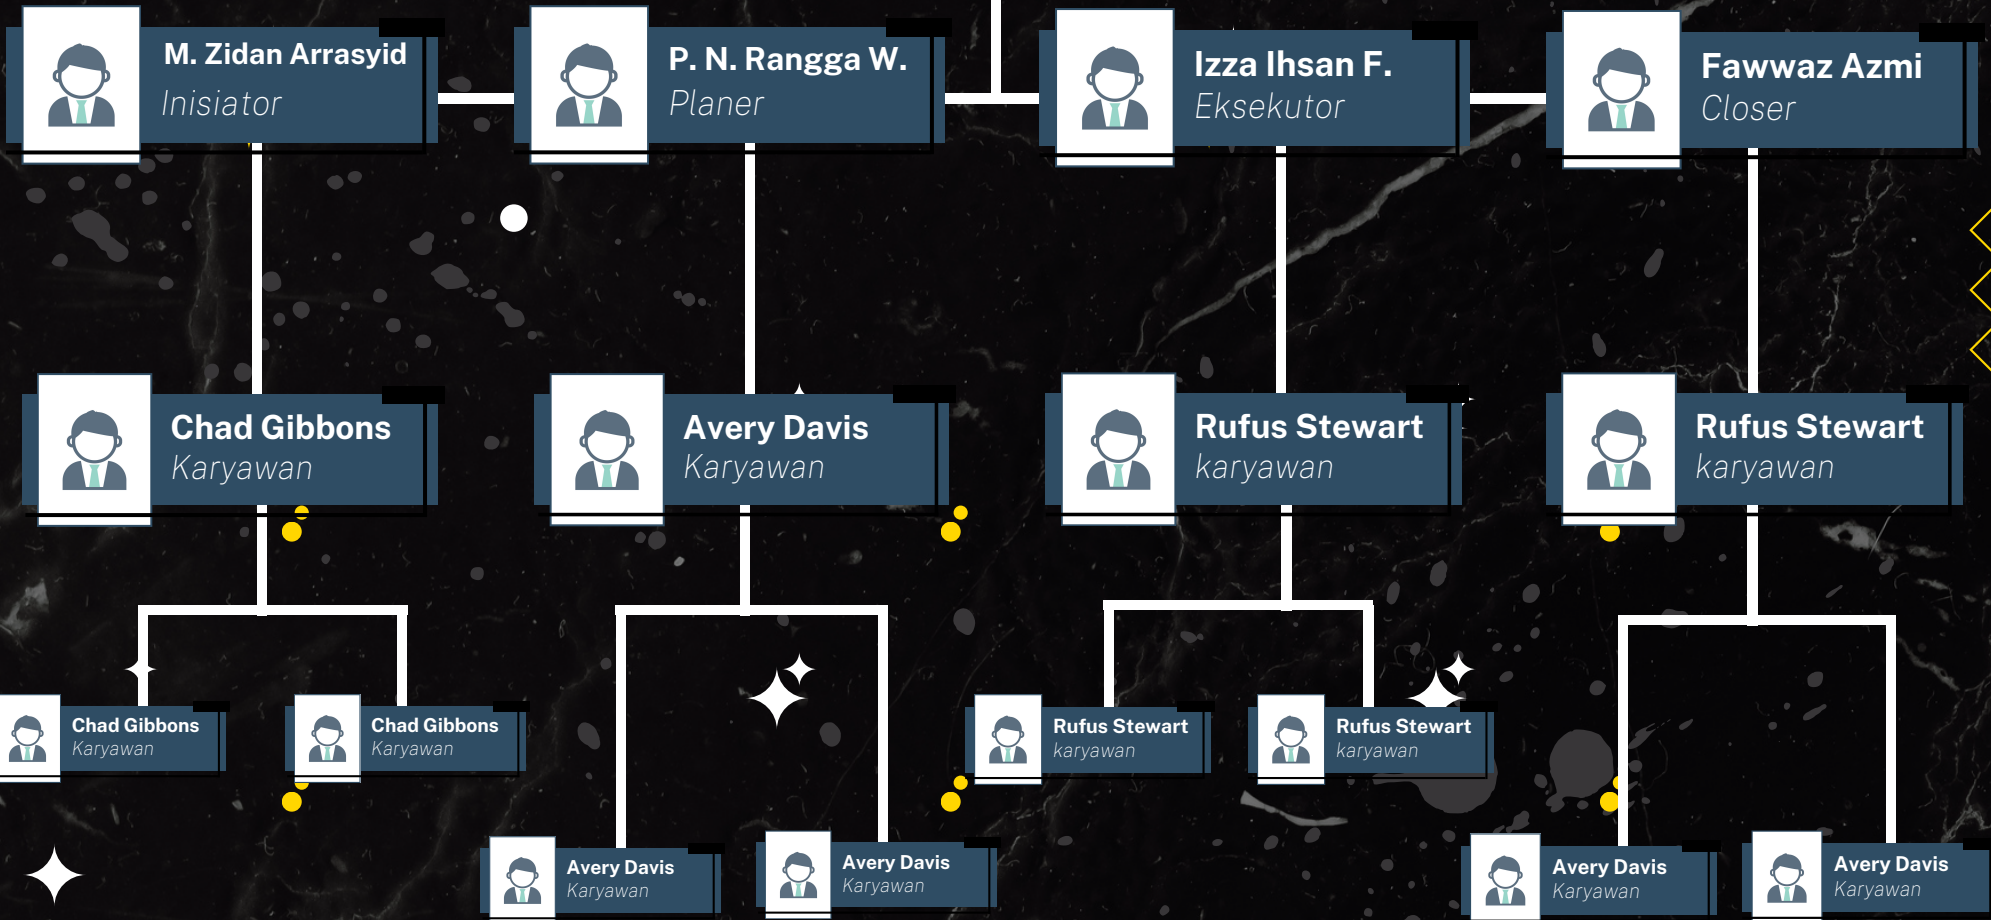 M. Zidan Arrasyid
Inisiator
P. N. Rangga W.
Planer
Izza Ihsan F.
Eksekutor
Fawwaz Azmi
Closer
Chad Gibbons
Karyawan
Avery Davis
Karyawan
Rufus Stewart
karyawan
Rufus Stewart
karyawan
Chad Gibbons
Karyawan
Chad Gibbons
Karyawan
Rufus Stewart
karyawan
Rufus Stewart
karyawan
Avery Davis
Karyawan
Avery Davis
Karyawan
Avery Davis
Karyawan
Avery Davis
Karyawan